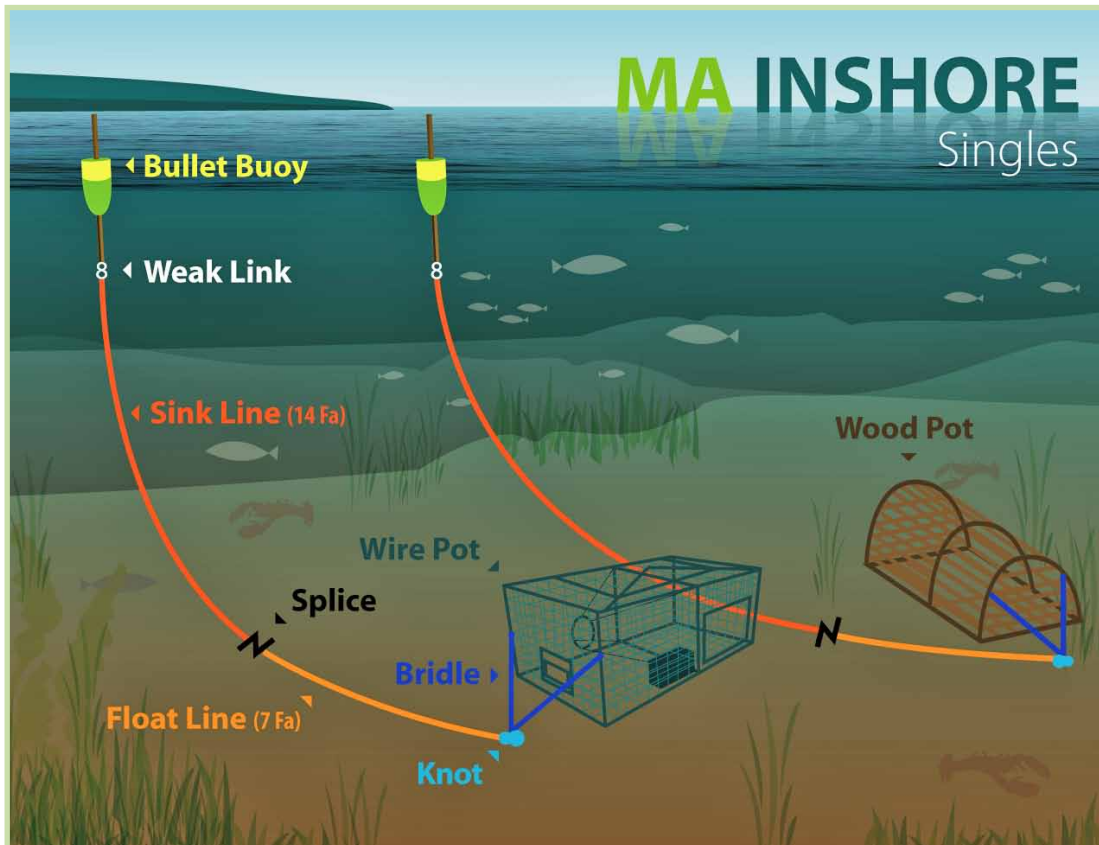 MA INSHORE
Singles
Bullet Buoy
8 Weak Link
8
Sink Line (14 Fa)
Wood Pot
Wire Pot
Splice
Bridle
Float Line (7 Fa)
Knot